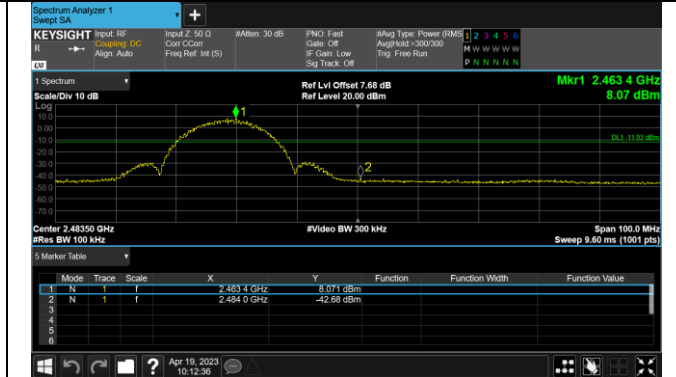 Spectrum Analyzer 1
Swept SA
+
KEYSIGHT Input: RF Input Z: 50 Ω #Atten: 30 dB PNO: Fast #Avg Type: Power (RMS 1 2 3 4 5 6
R Coupling: DC Corr CCorr Gate: Off Avg|Hold:>300/300 M W W W W W
Align: Auto Freq Ref: Int (S) IF Gain: Low Trig: Free Run
Sig Track: Off P N N N N N
LXI
1 Spectrum Ref Lvl Offset 7.68 dB Mkr1 2.463 4 GHz
Scale/Div 10 dB Ref Level 20.00 dBm 8.07 dBm
Log
10.0
0.00
-10.0
-20.0
-30.0
-40.0
-50.0
-60.0
-70.0
1
DL1 -11.93 dBm
2
Center 2.48350 GHz #Video BW 300 kHz Span 100.0 MHz
#Res BW 100 kHz Sweep 9.60 ms (1001 pts)
5 Marker Table
Mode Trace Scale X Y Function Function Width Function Value
1 N 1 f 2.463 4 GHz 8.071 dBm
2 N 1 f 2.484 0 GHz -42.68 dBm
3
4
5
6
? Apr 19, 2023
10:12:36